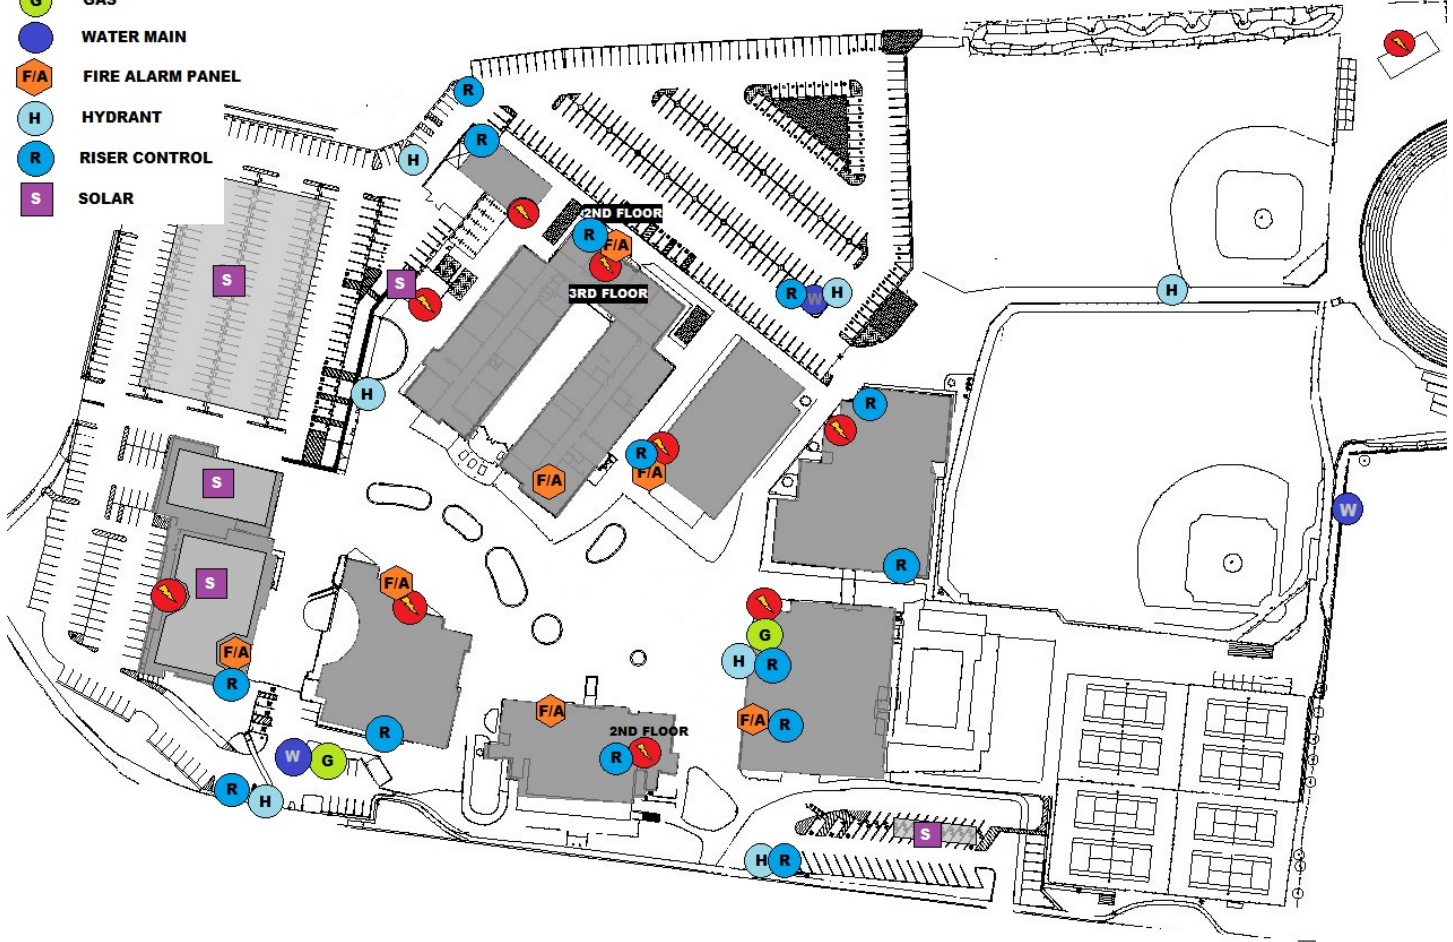 G GAS
WATER MAIN
F/A FIRE ALARM PANEL
H HYDRANT
R RISER CONTROL
S SOLAR
R
R
H
2ND FLOOR
R
F/A
S
S
3RD FLOOR
R W H
H
H
R
R
F/A
F/A
S
W
R
S
F/A
G
F/A
H R
R
F/A
F/A R
R
2ND FLOOR
R
W G
R
H
S
H R